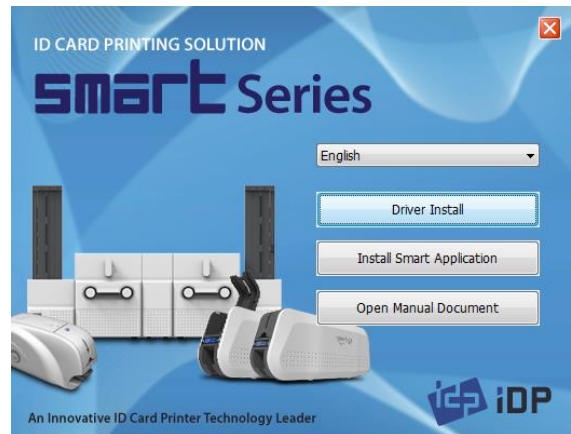 ID CARD PRINTING SOLUTION
smart Series
English
Driver Install
Install Smart Application
Open Manual Document
iDP
An Innovative ID Card Printer Technology Leader